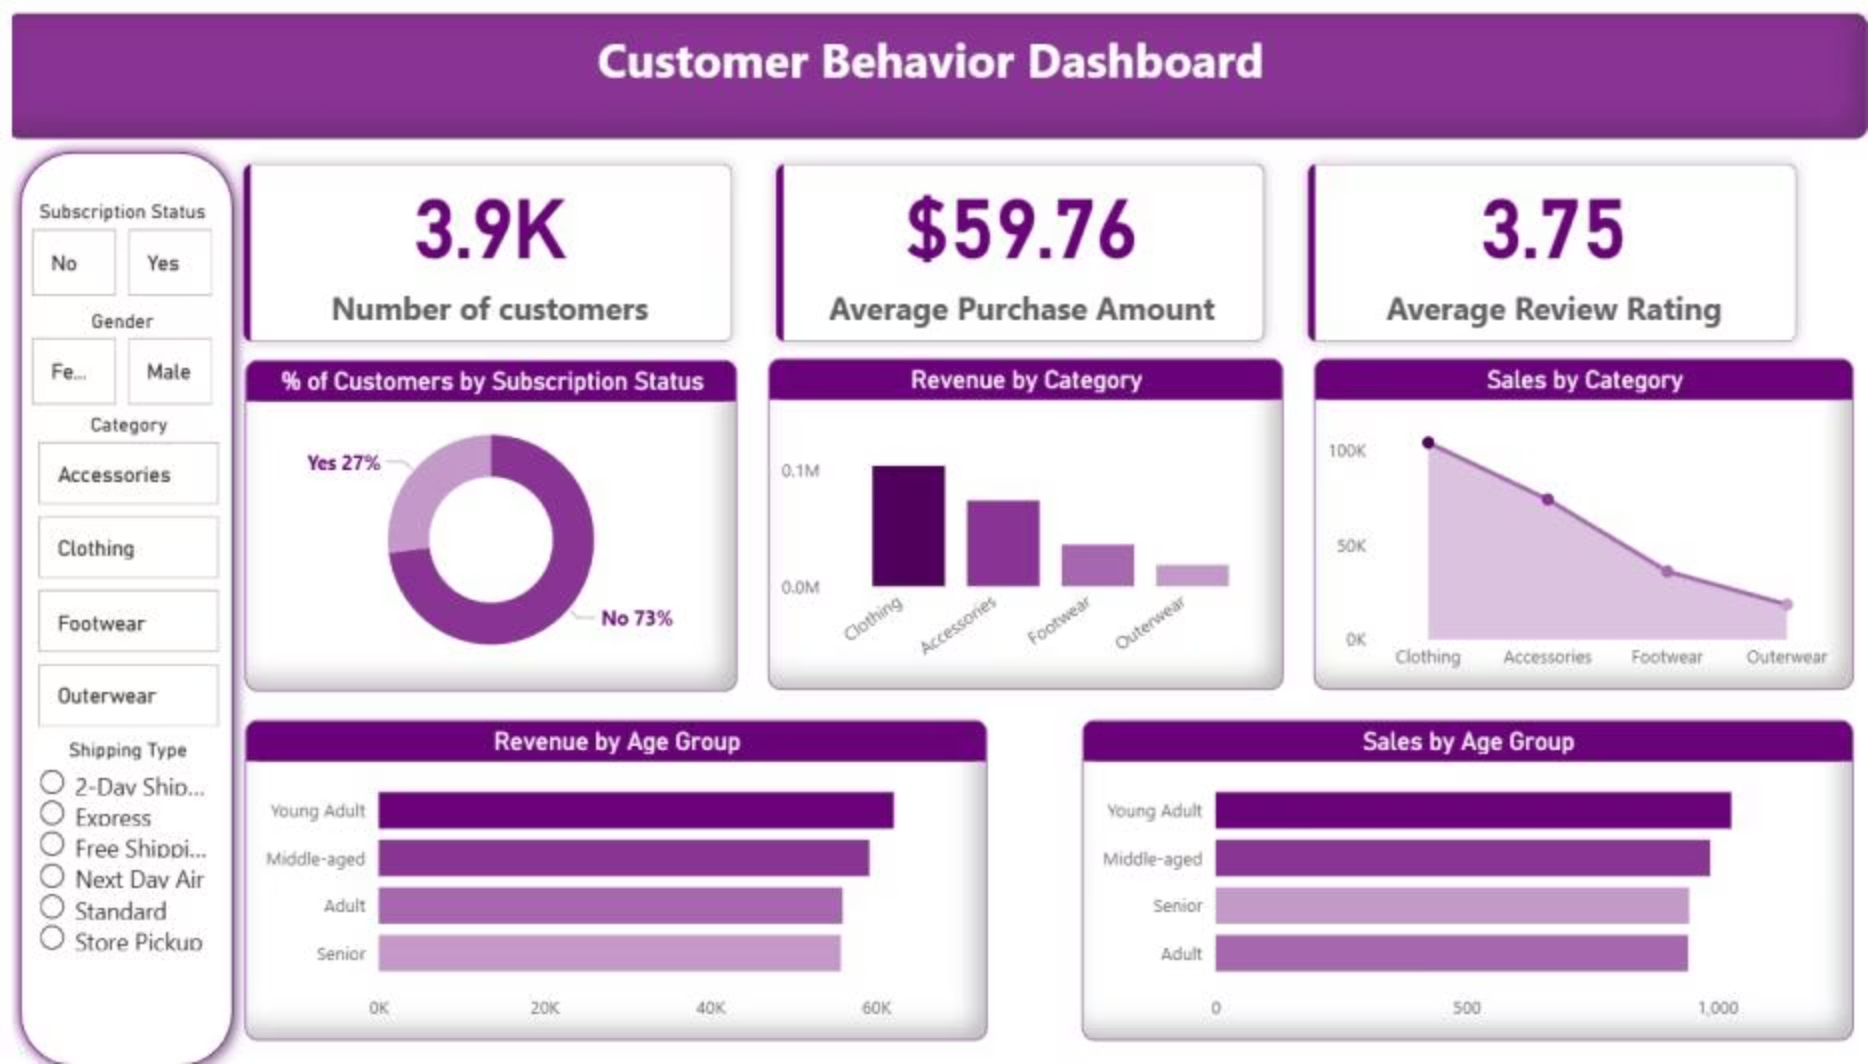 Customer Behavior Dashboard
Subscription Status
No
Yes
Gender
Fe...
Male
Category
Accessories
Clothing
Footwear
Outerwear
Shipping Type
2-Day Ship...
Express
Free Shippi...
Next Day Air
Standard
Store Pickup
3.9K
Number of customers
$59.76
Average Purchase Amount
3.75
Average Review Rating
% of Customers by Subscription Status
Yes 27%
No 73%
Revenue by Category
0.1M
0.0M
Clothing
Accessories
Footwear
Outerwear
Sales by Category
100K
50K
0K
Clothing
Accessories
Footwear
Outerwear
Revenue by Age Group
Young Adult
Middle-aged
Adult
Senior
0K
20K
40K
60K
Sales by Age Group
Young Adult
Middle-aged
Senior
Adult
0
500
1,000